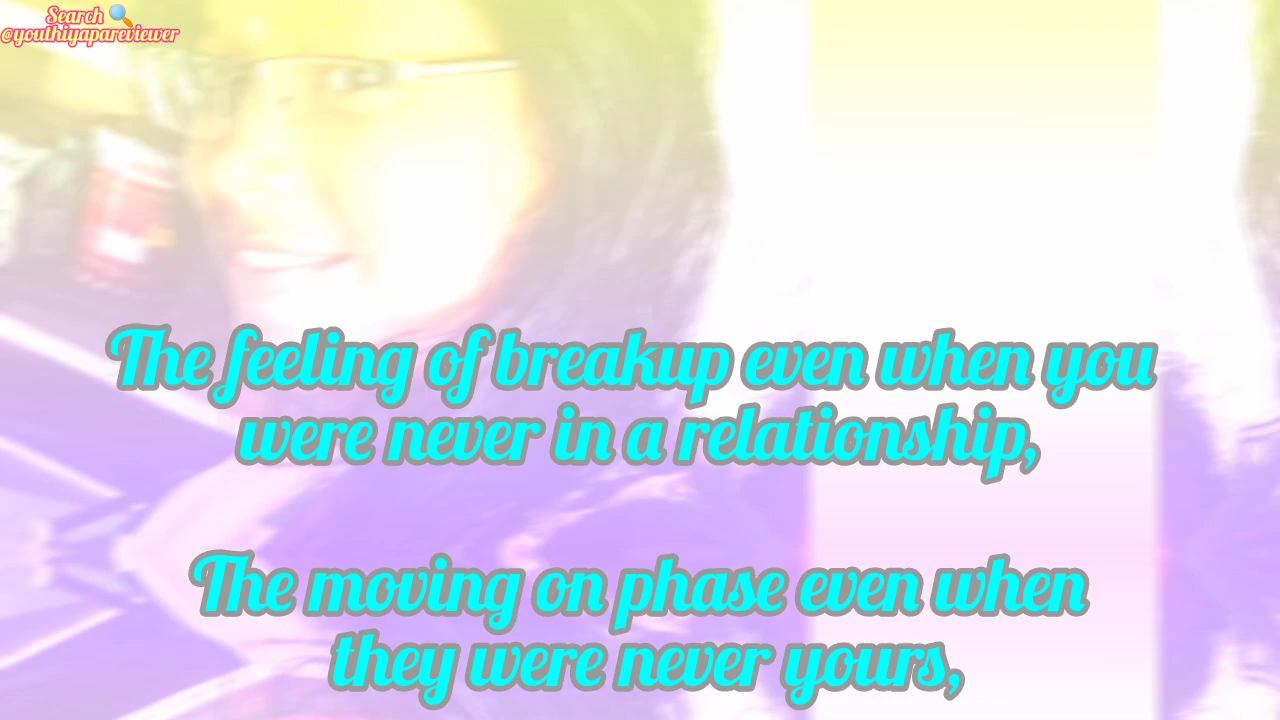 Search 🔍
@youthiyapareviewer
The feeling of breakup even when you
were never in a relationship,
The moving on phase even when
they were never yours,